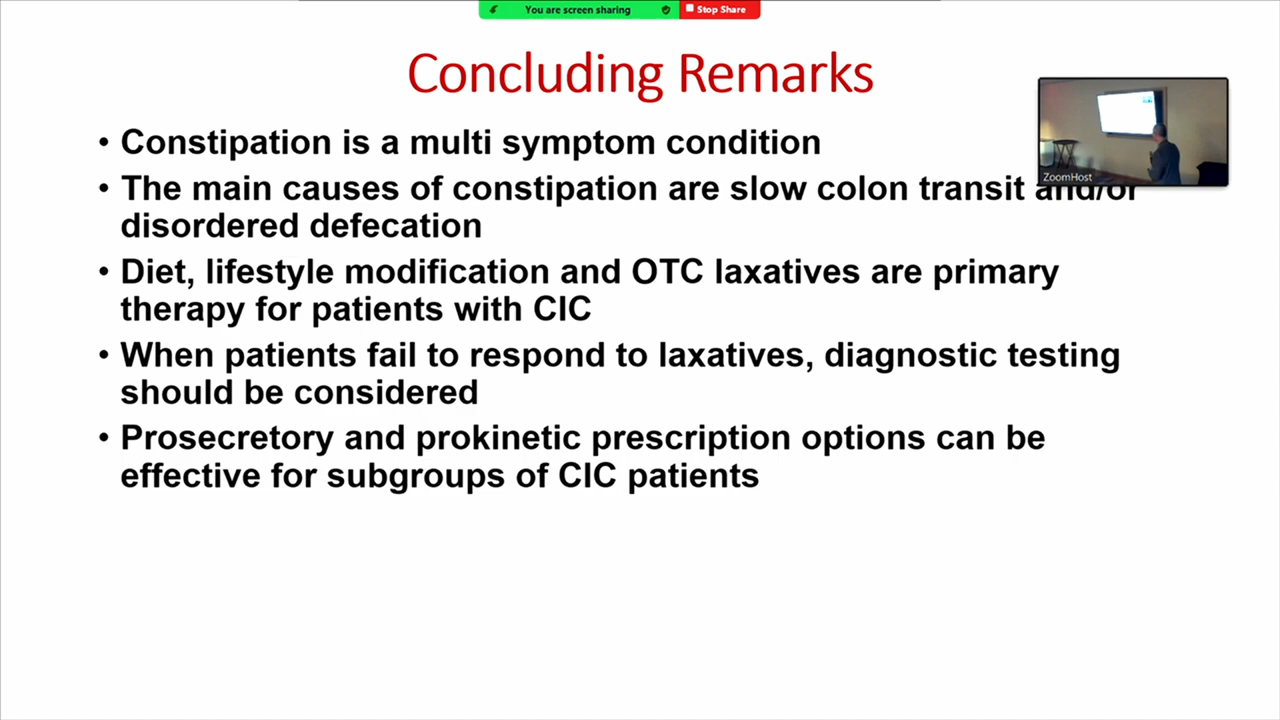 You are screen sharing
Stop Share
Concluding Remarks
ZoomHost
• Constipation is a multi symptom condition
• The main causes of constipation are slow colon transit and/or
disordered defecation
• Diet, lifestyle modification and OTC laxatives are primary
therapy for patients with CIC
• When patients fail to respond to laxatives, diagnostic testing
should be considered
• Prosecretory and prokinetic prescription options can be
effective for subgroups of CIC patients